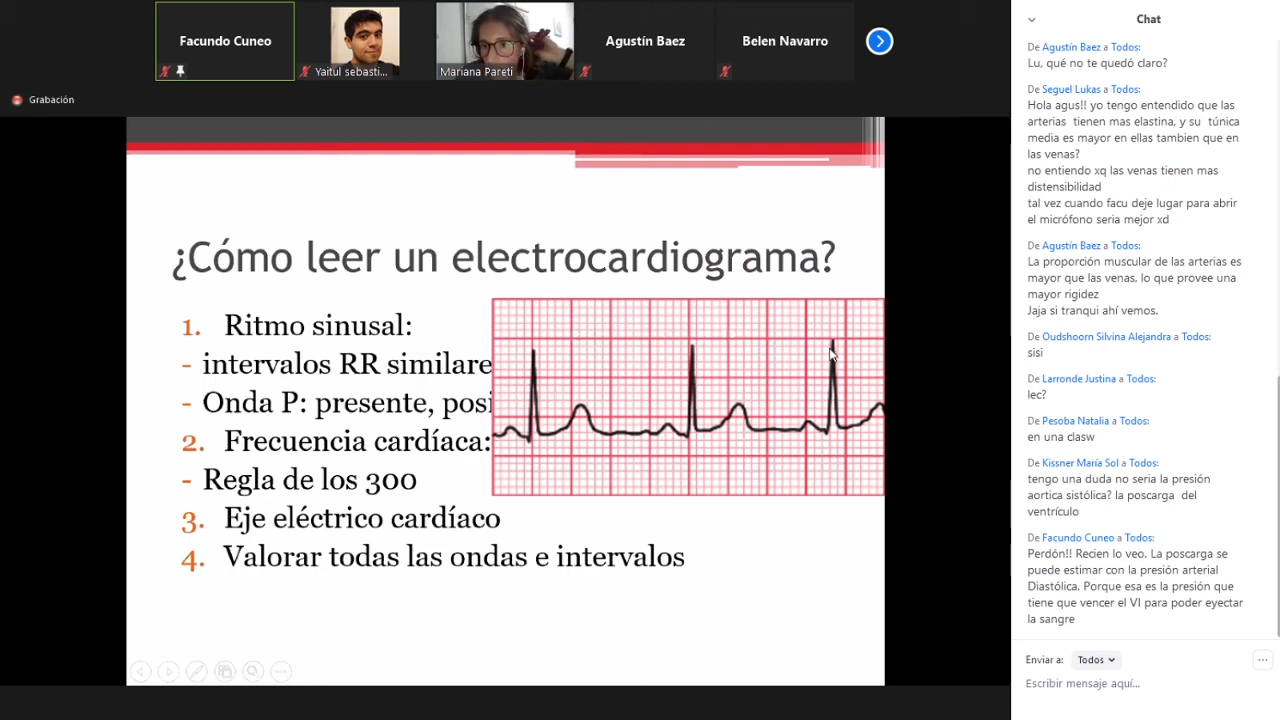 Facundo Cuneo
Yaitul sebasti...
Mariana Pareti
Agustín Baez
Belen Navarro
Grabación
¿Cómo leer un electrocardiograma?
1. Ritmo sinusal:
- intervalos RR similare
- Onda P: presente, posi
2. Frecuencia cardíaca:
- Regla de los 300
3. Eje eléctrico cardíaco
4. Valorar todas las ondas e intervalos
Chat
De Agustín Baez a Todos:
Lu, qué no te quedó claro?
De Seguel Lukas a Todos:
Hola agus!! yo tengo entendido que las
arterias tienen mas elastina, y su túnica
media es mayor en ellas tambien que en
las venas?
no entiendo xq las venas tienen mas
distensibilidad
tal vez cuando facu deje lugar para abrir
el micrófono seria mejor xd
De Agustín Baez a Todos:
La proporción muscular de las arterias es
mayor que las venas, lo que provee una
mayor rigidez
Jaja si tranqui ahí vemos.
De Oudshoorn Silvina Alejandra a Todos:
sisi
De Larronde Justina a Todos:
lec?
De Pesoba Natalia a Todos:
en una clasw
De Kissner María Sol a Todos:
tengo una duda no seria la presión
aortica sistólica? la poscarga del
ventrículo
De Facundo Cuneo a Todos:
Perdón!! Recien lo veo. La poscarga se
puede estimar con la presión arterial
Diastólica. Porque esa es la presión que
tiene que vencer el VI para poder eyectar
la sangre
Enviar a: Todos
Escribir mensaje aquí...